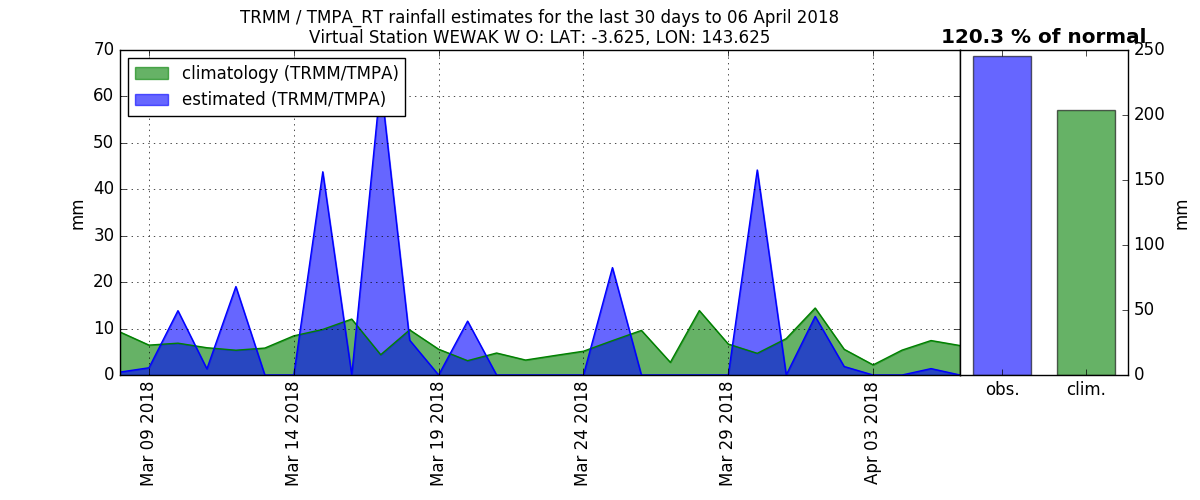 TRMM / TMPA_RT rainfall estimates for the last 30 days to 06 April 2018
Virtual Station WEWAK W O: LAT: -3.625, LON: 143.625
120.3 % of normal
climatology (TRMM/TMPA)
estimated (TRMM/TMPA)
mm
70
60
50
40
30
20
10
0
Mar 09 2018
Mar 14 2018
Mar 19 2018
Mar 24 2018
Mar 29 2018
Apr 03 2018
obs.
clim.
250
200
150
100
50
0
mm